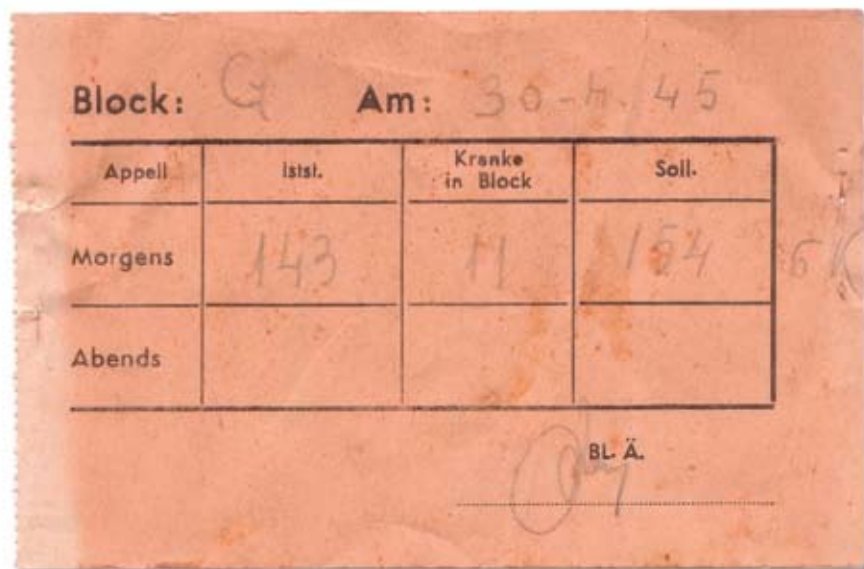 Block: G Am: 30-4.45
Appell Istst. Kranke in Block Soll.
Morgens 143 11 154
Abends
BL. Ä.